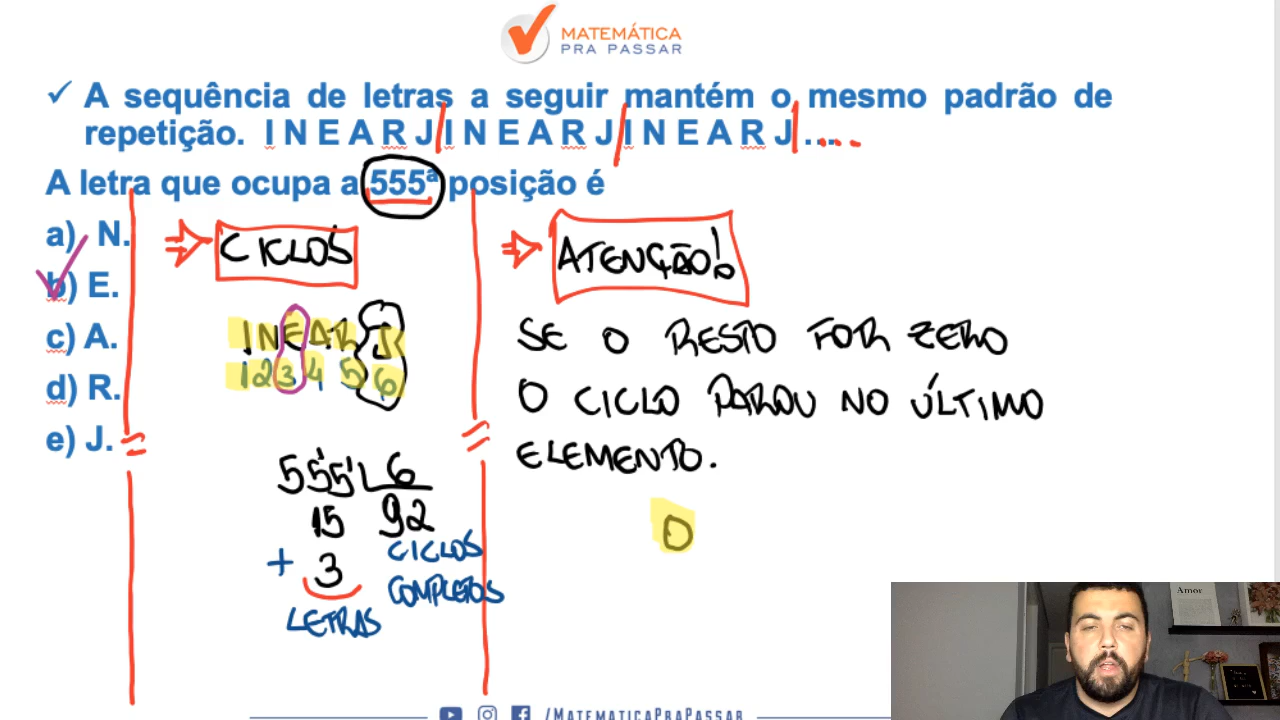 MATEMÁTICA
PRA PASSAR
✓ A sequência de letras a seguir mantém o mesmo padrão de
repetição. I N E A R J/I N E A R J/I N E A R J/...
A letra que ocupa a 555ª posição é
a) N.
b) E.
c) A.
d) R.
e) J.
⇒ CICLOS
INEARJ
123456
555 6
15 92
+ 3 CICLOS
COMPLETOS
LETRAS
⇒ ATENÇÃO!
SE O RESTO FOR ZERO
O CICLO PAROU NO ÚLTIMO
ELEMENTO.
0
Amor
/MATEMATICAPRAPASSAR